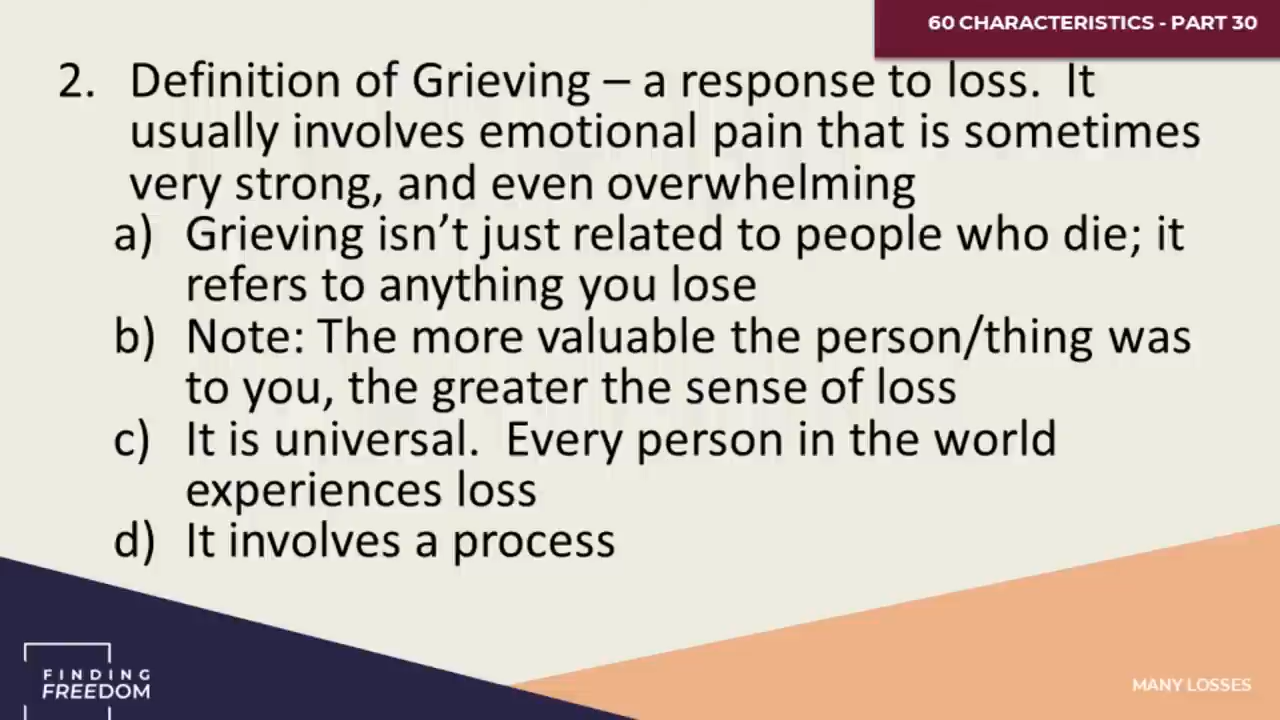 60 CHARACTERISTICS - PART 30
2. Definition of Grieving – a response to loss. It
usually involves emotional pain that is sometimes
very strong, and even overwhelming
a) Grieving isn’t just related to people who die; it
refers to anything you lose
b) Note: The more valuable the person/thing was
to you, the greater the sense of loss
c) It is universal. Every person in the world
experiences loss
d) It involves a process
FINDING
FREEDOM
MANY LOSSES